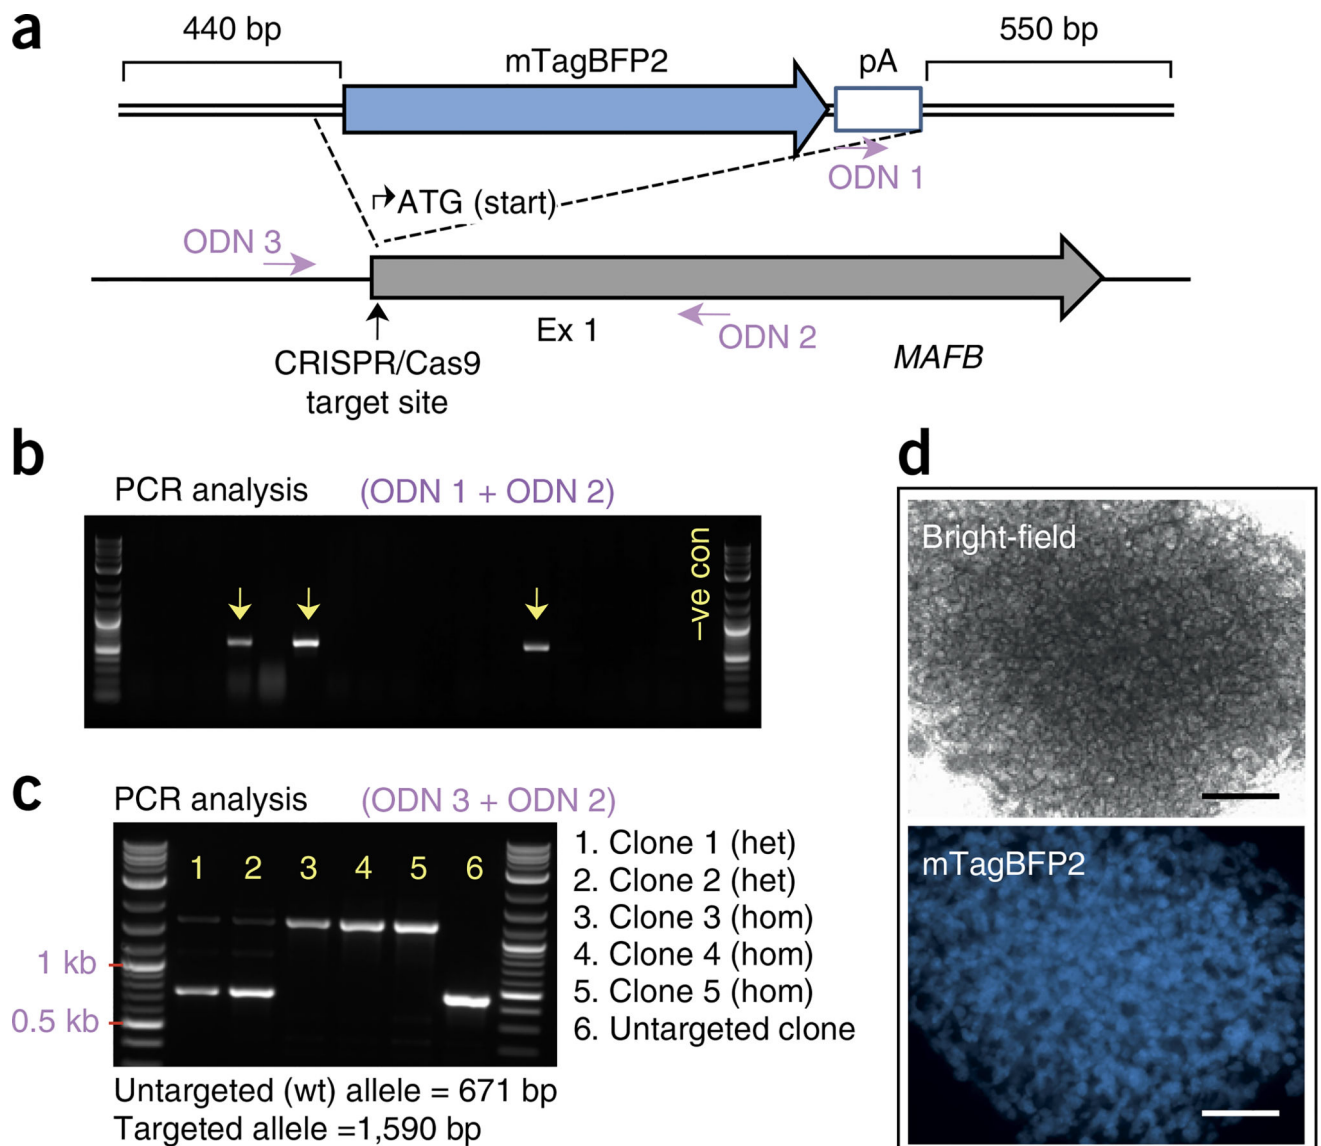 a
440 bp
mTagBFP2
pA
550 bp
ODN 1
ATG (start)
ODN 3
Ex 1
ODN 2
MAFB
CRISPR/Cas9
target site
b
PCR analysis (ODN 1 + ODN 2)
–ve con
c
PCR analysis (ODN 3 + ODN 2)
1 2 3 4 5 6
1 kb
0.5 kb
1. Clone 1 (het)
2. Clone 2 (het)
3. Clone 3 (hom)
4. Clone 4 (hom)
5. Clone 5 (hom)
6. Untargeted clone
Untargeted (wt) allele = 671 bp
Targeted allele =1,590 bp
d
Bright-field
mTagBFP2